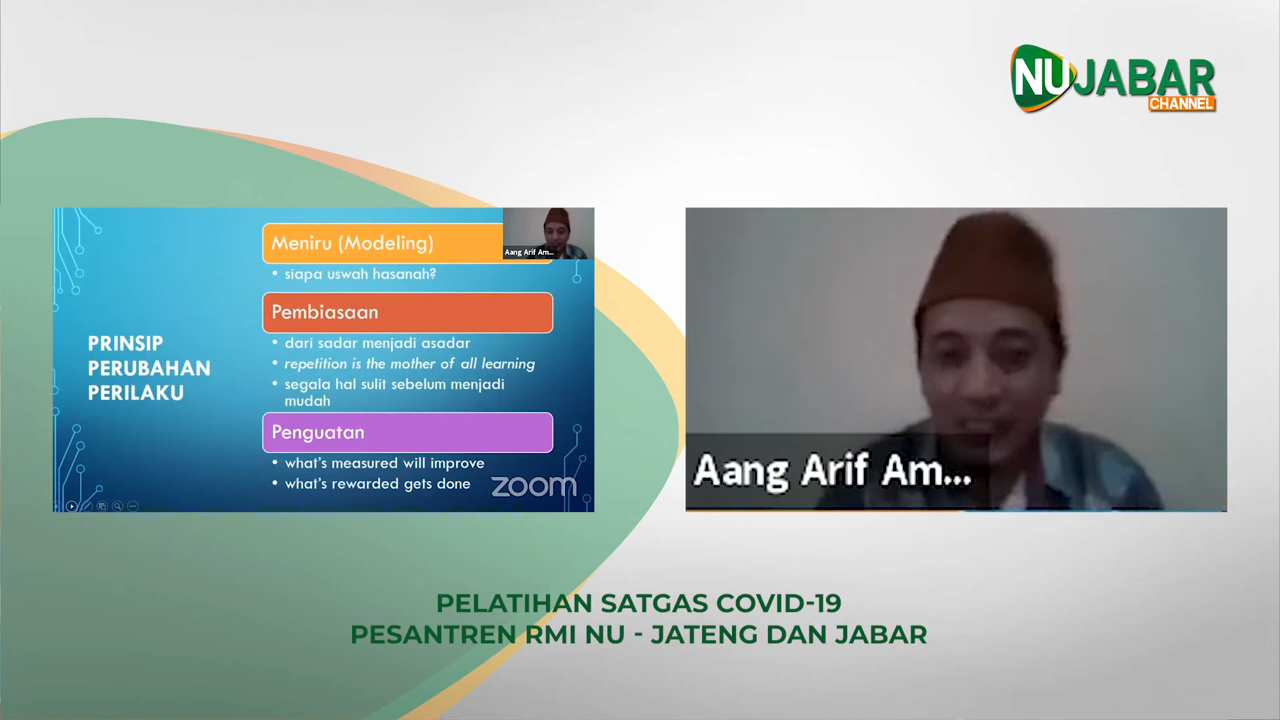 NU JABAR
CHANNEL
PRINSIP
PERUBAHAN
PERILAKU
Meniru (Modeling)
• siapa uswah hasanah?
Pembiasaan
• dari sadar menjadi asadar
• repetition is the mother of all learning
• segala hal sulit sebelum menjadi
mudah
Penguatan
• what's measured will improve
• what's rewarded gets done
zoom
Aang Arif Am...
Aang Arif Am...
PELATIHAN SATGAS COVID-19
PESANTREN RMI NU - JATENG DAN JABAR